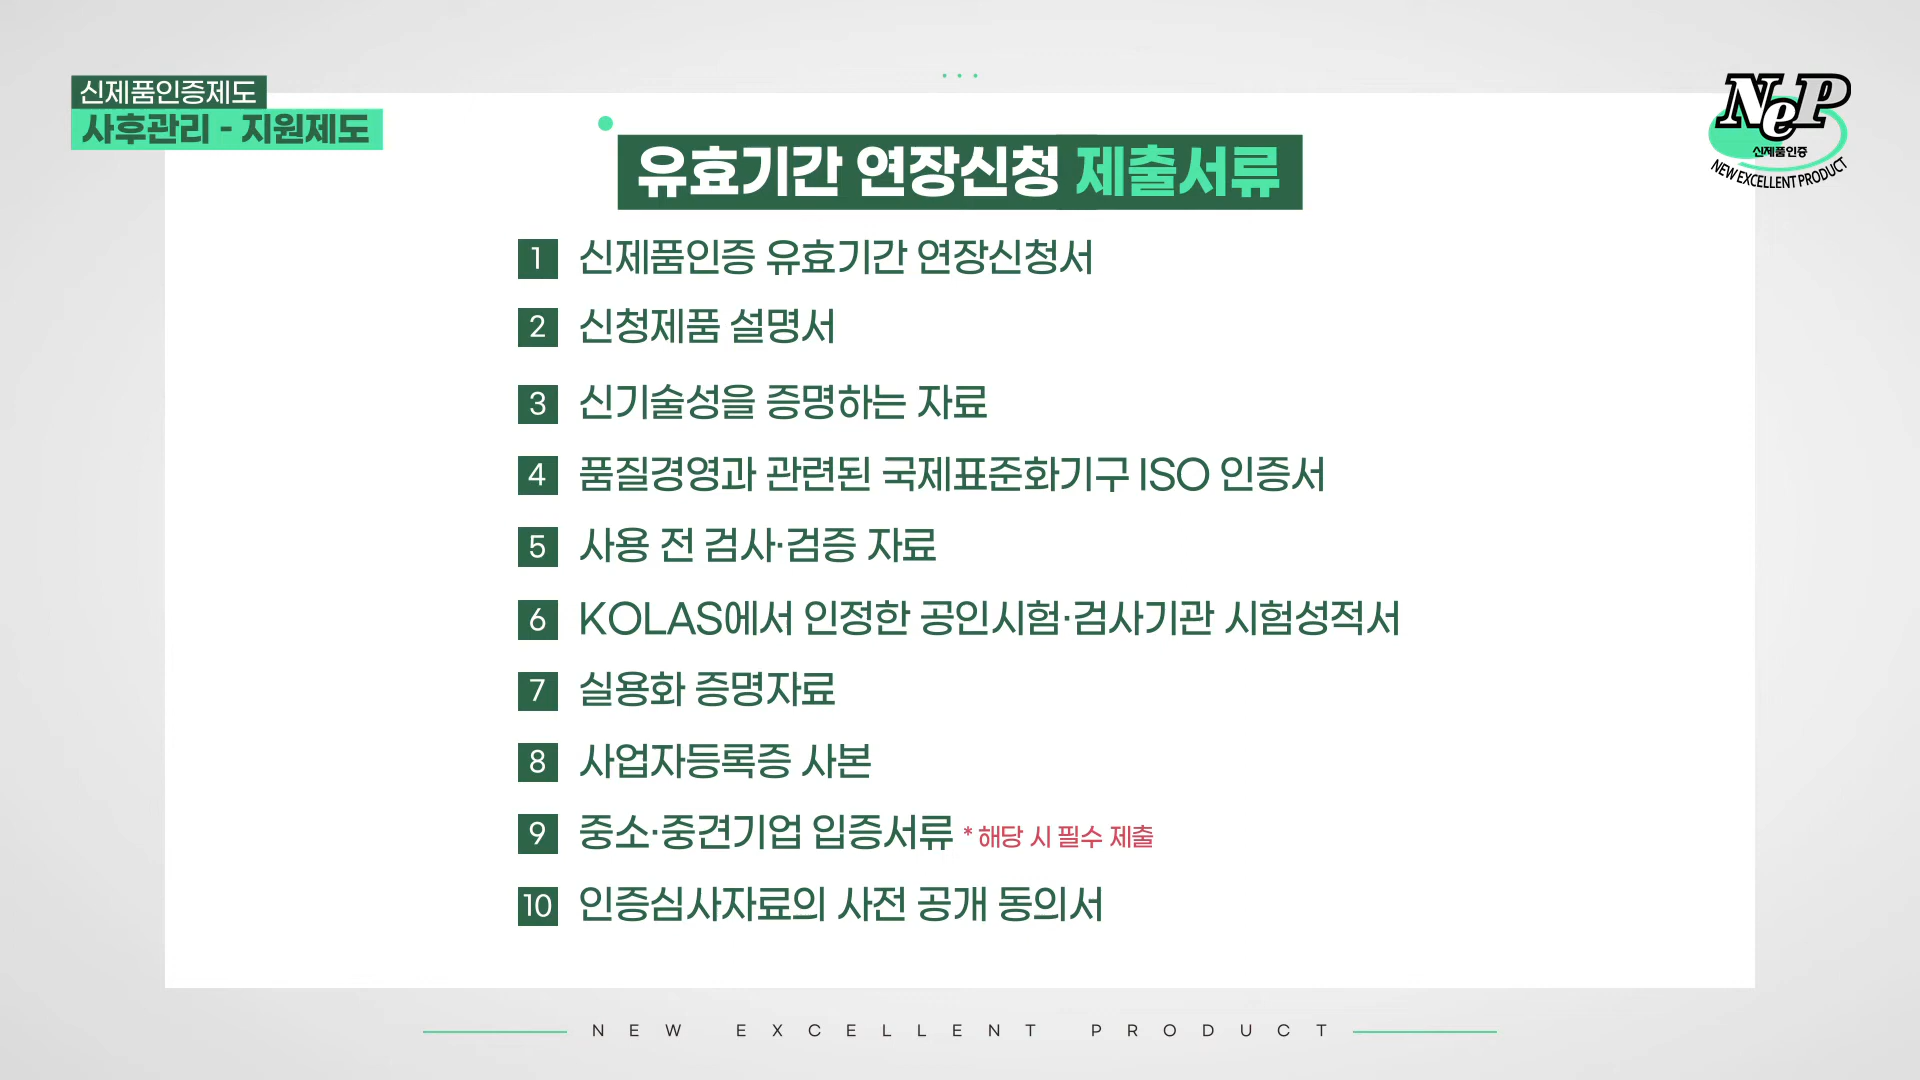 신제품인증제도
사후관리 - 지원제도
NeP
신제품인증
NEW EXCELLENT PRODUCT
유효기간 연장신청 제출서류
1 신제품인증 유효기간 연장신청서
2 신청제품 설명서
3 신기술성을 증명하는 자료
4 품질경영과 관련된 국제표준화기구 ISO 인증서
5 사용 전 검사·검증 자료
6 KOLAS에서 인정한 공인시험·검사기관 시험성적서
7 실용화 증명자료
8 사업자등록증 사본
9 중소·중견기업 입증서류 * 해당 시 필수 제출
10 인증심사자료의 사전 공개 동의서
NEW EXCELLENT PRODUCT